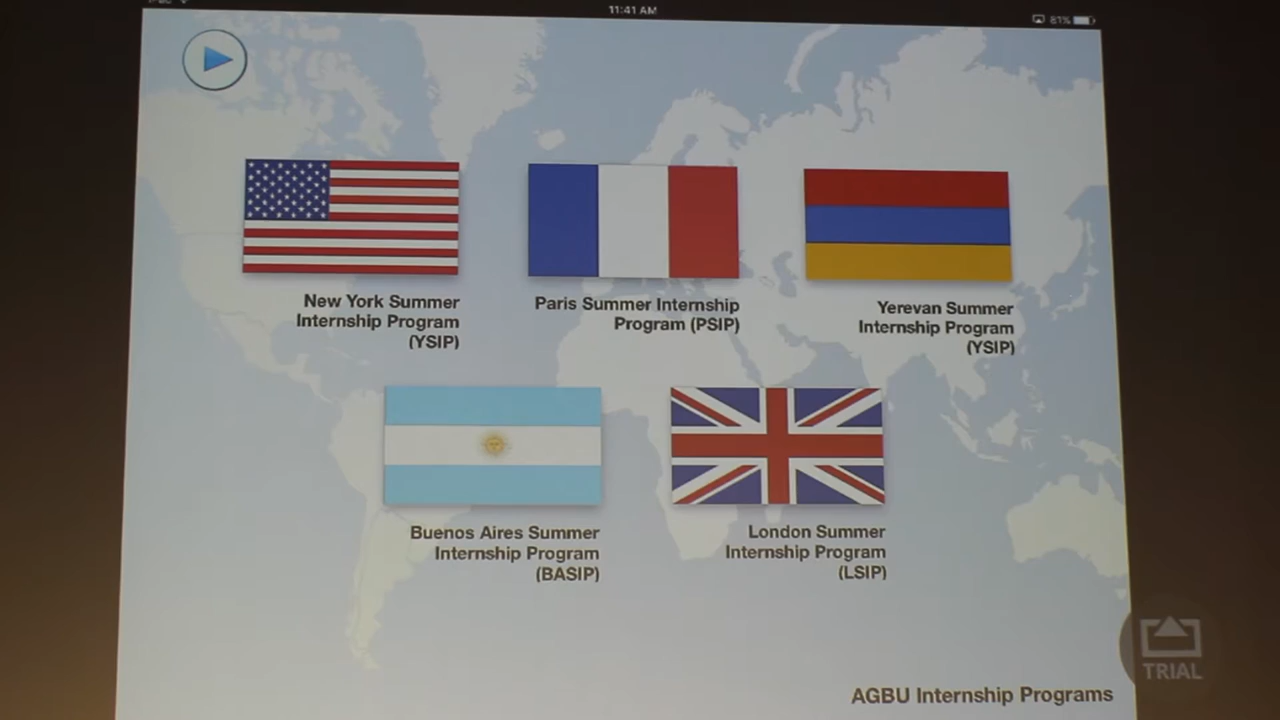 11:41 AM
81%
New York Summer
Internship Program
(YSIP)
Paris Summer Internship
Program (PSIP)
Yerevan Summer
Internship Program
(YSIP)
Buenos Aires Summer
Internship Program
(BASIP)
London Summer
Internship Program
(LSIP)
TRIAL
AGBU Internship Programs